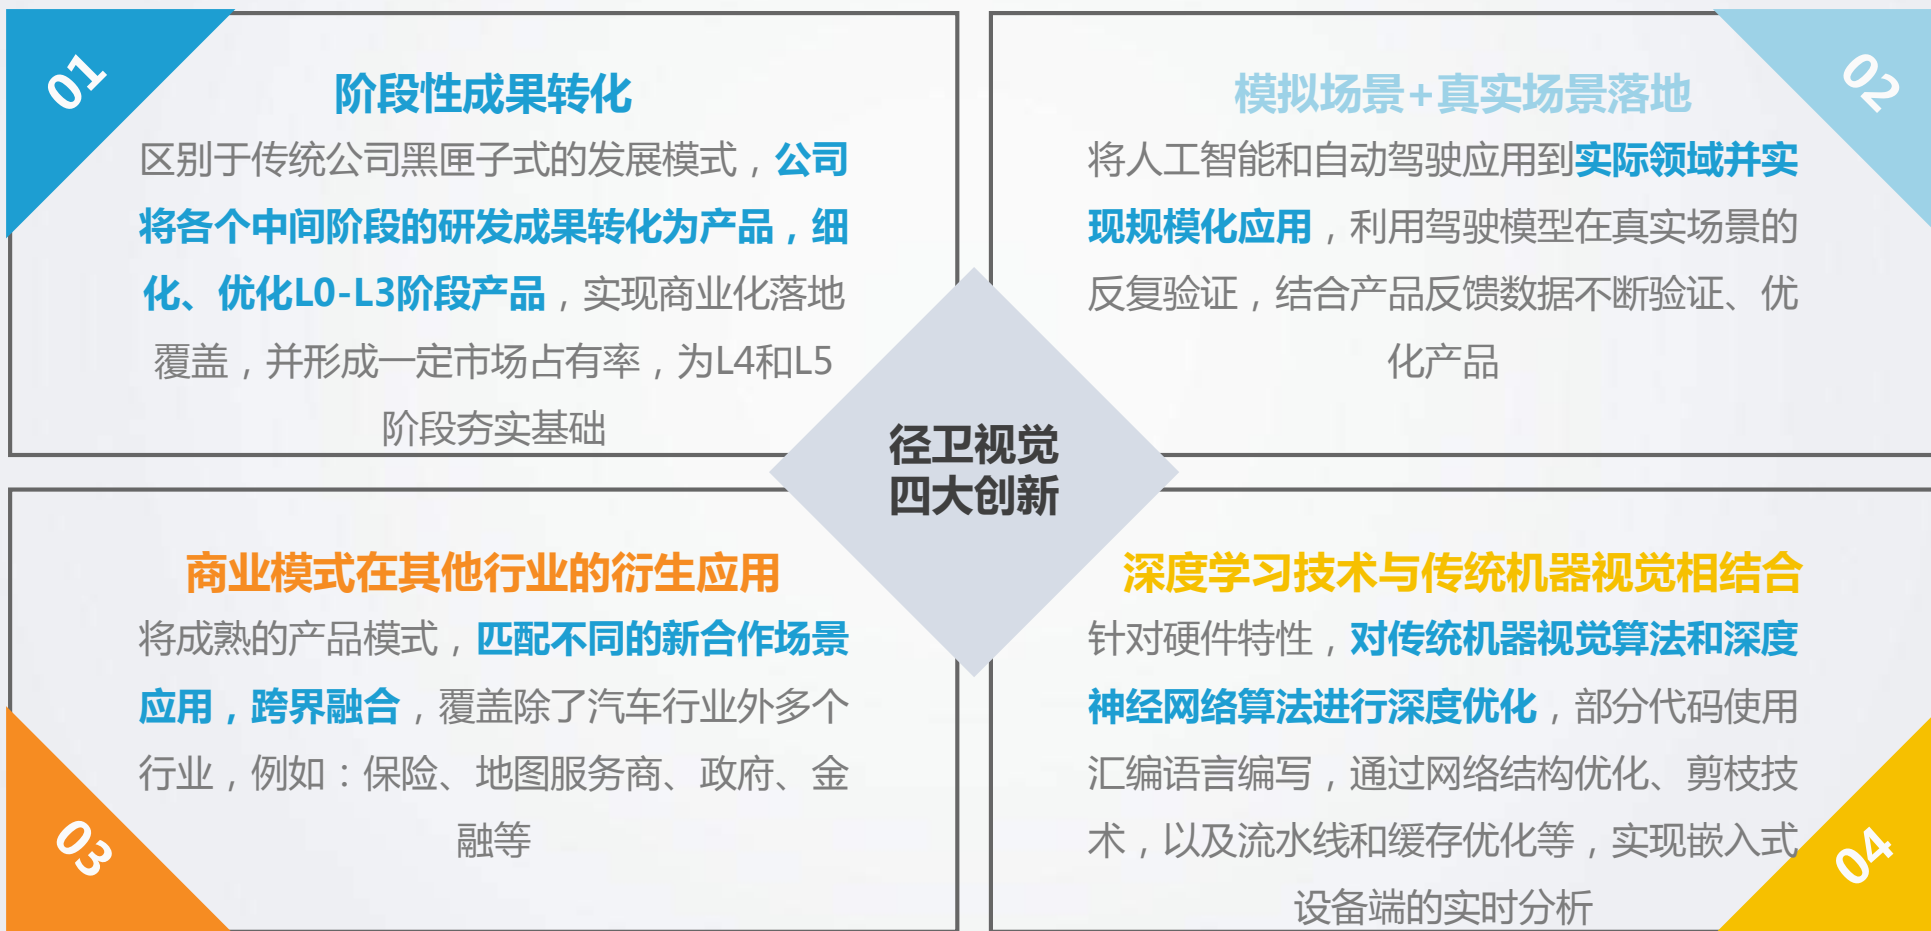 01
阶段性成果转化
区别于传统公司黑匣子式的发展模式，公司
将各个中间阶段的研发成果转化为产品，细
化、优化L0-L3阶段产品，实现商业化落地
覆盖，并形成一定市场占有率，为L4和L5
阶段夯实基础
02
模拟场景+真实场景落地
将人工智能和自动驾驶应用到实际领域并实
现规模化应用，利用驾驶模型在真实场景的
反复验证，结合产品反馈数据不断验证、优
化产品
径卫视觉
四大创新
商业模式在其他行业的衍生应用
将成熟的产品模式，匹配不同的新合作场景
应用，跨界融合，覆盖除了汽车行业外多个
行业，例如：保险、地图服务商、政府、金
融等
03
深度学习技术与传统机器视觉相结合
针对硬件特性，对传统机器视觉算法和深度
神经网络算法进行深度优化，部分代码使用
汇编语言编写，通过网络结构优化、剪枝技
术，以及流水线和缓存优化等，实现嵌入式
设备端的实时分析
04